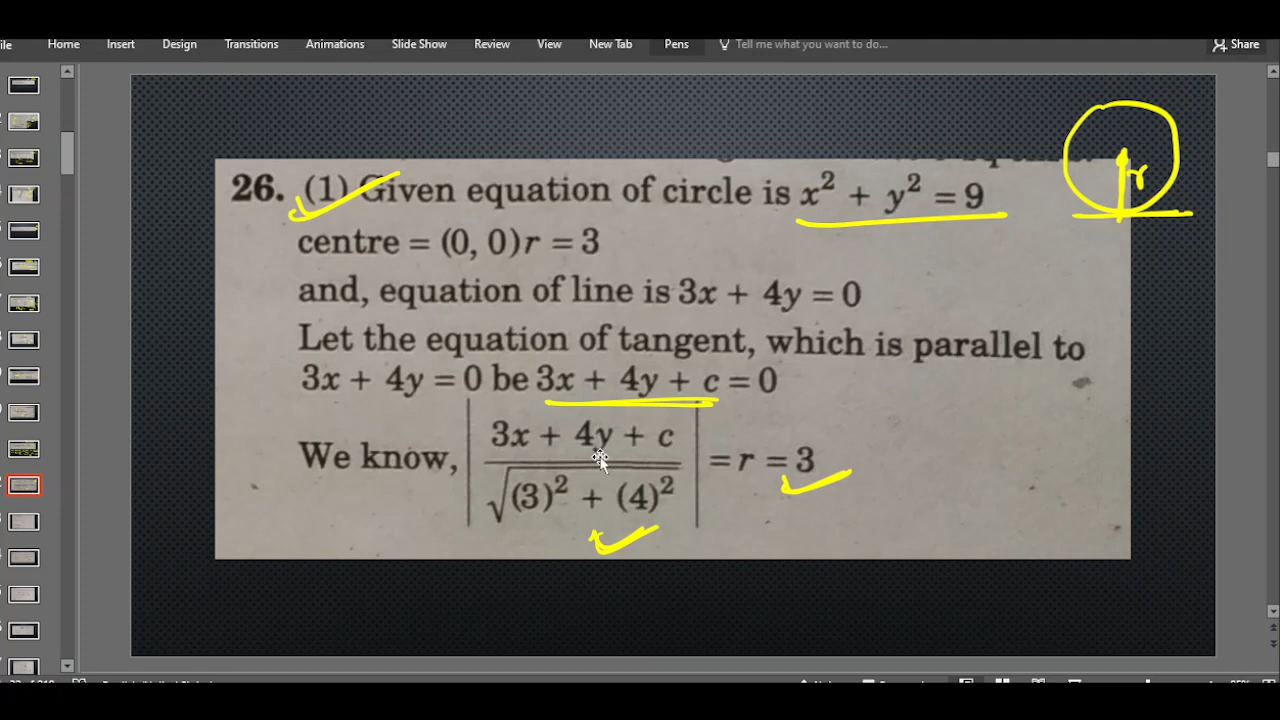 File Home Insert Design Transitions Animations Slide Show Review View New Tab Pens Tell me what you want to do... Share
r
26. (1) Given equation of circle is x² + y² = 9
centre = (0, 0)r = 3
and, equation of line is 3x + 4y = 0
Let the equation of tangent, which is parallel to
3x + 4y = 0 be 3x + 4y + c = 0
We know, | 3x + 4y + c / √(3)² + (4)² | = r = 3